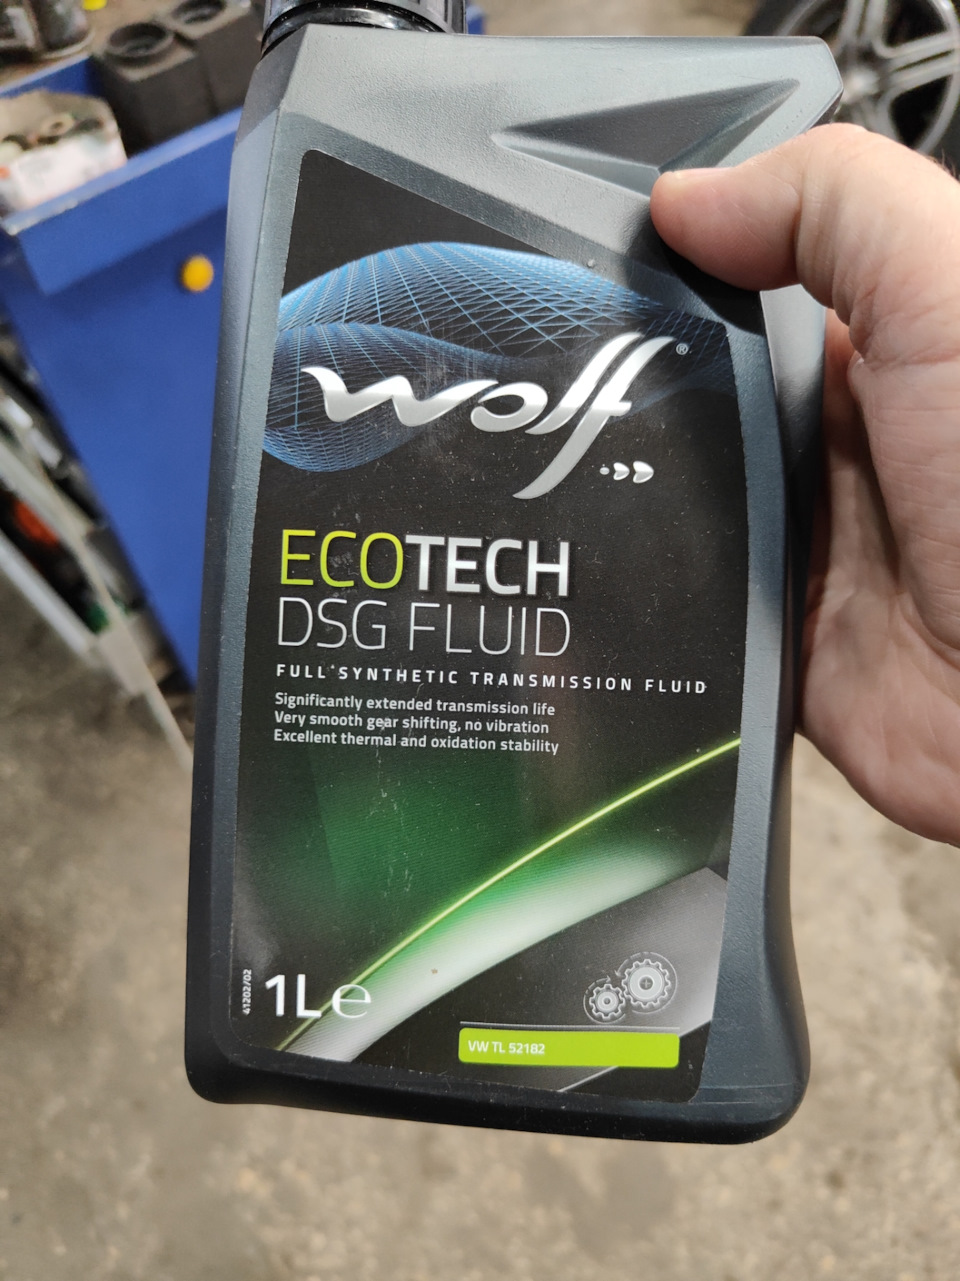 wolf ®
ECOTECH
DSG FLUID
FULL SYNTHETIC TRANSMISSION FLUID
Significantly extended transmission life
Very smooth gear shifting, no vibration
Excellent thermal and oxidation stability
41202/02
1L e
VW TL 52182